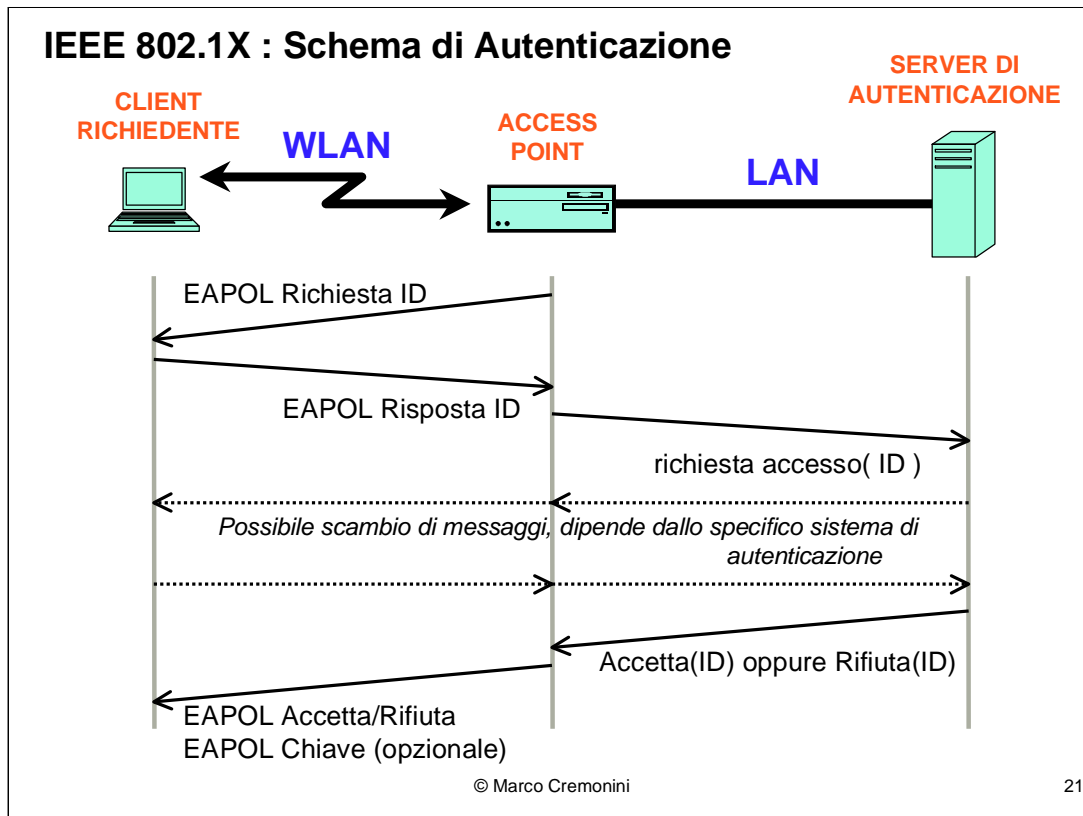 IEEE 802.1X : Schema di Autenticazione
SERVER DI
AUTENTICAZIONE
CLIENT
RICHIEDENTE
WLAN
ACCESS
POINT
LAN
EAPOL Richiesta ID
EAPOL Risposta ID
richiesta accesso( ID )
Possibile scambio di messaggi, dipende dallo specifico sistema di
autenticazione
Accetta(ID) oppure Rifiuta(ID)
EAPOL Accetta/Rifiuta
EAPOL Chiave (opzionale)
© Marco Cremonini
21